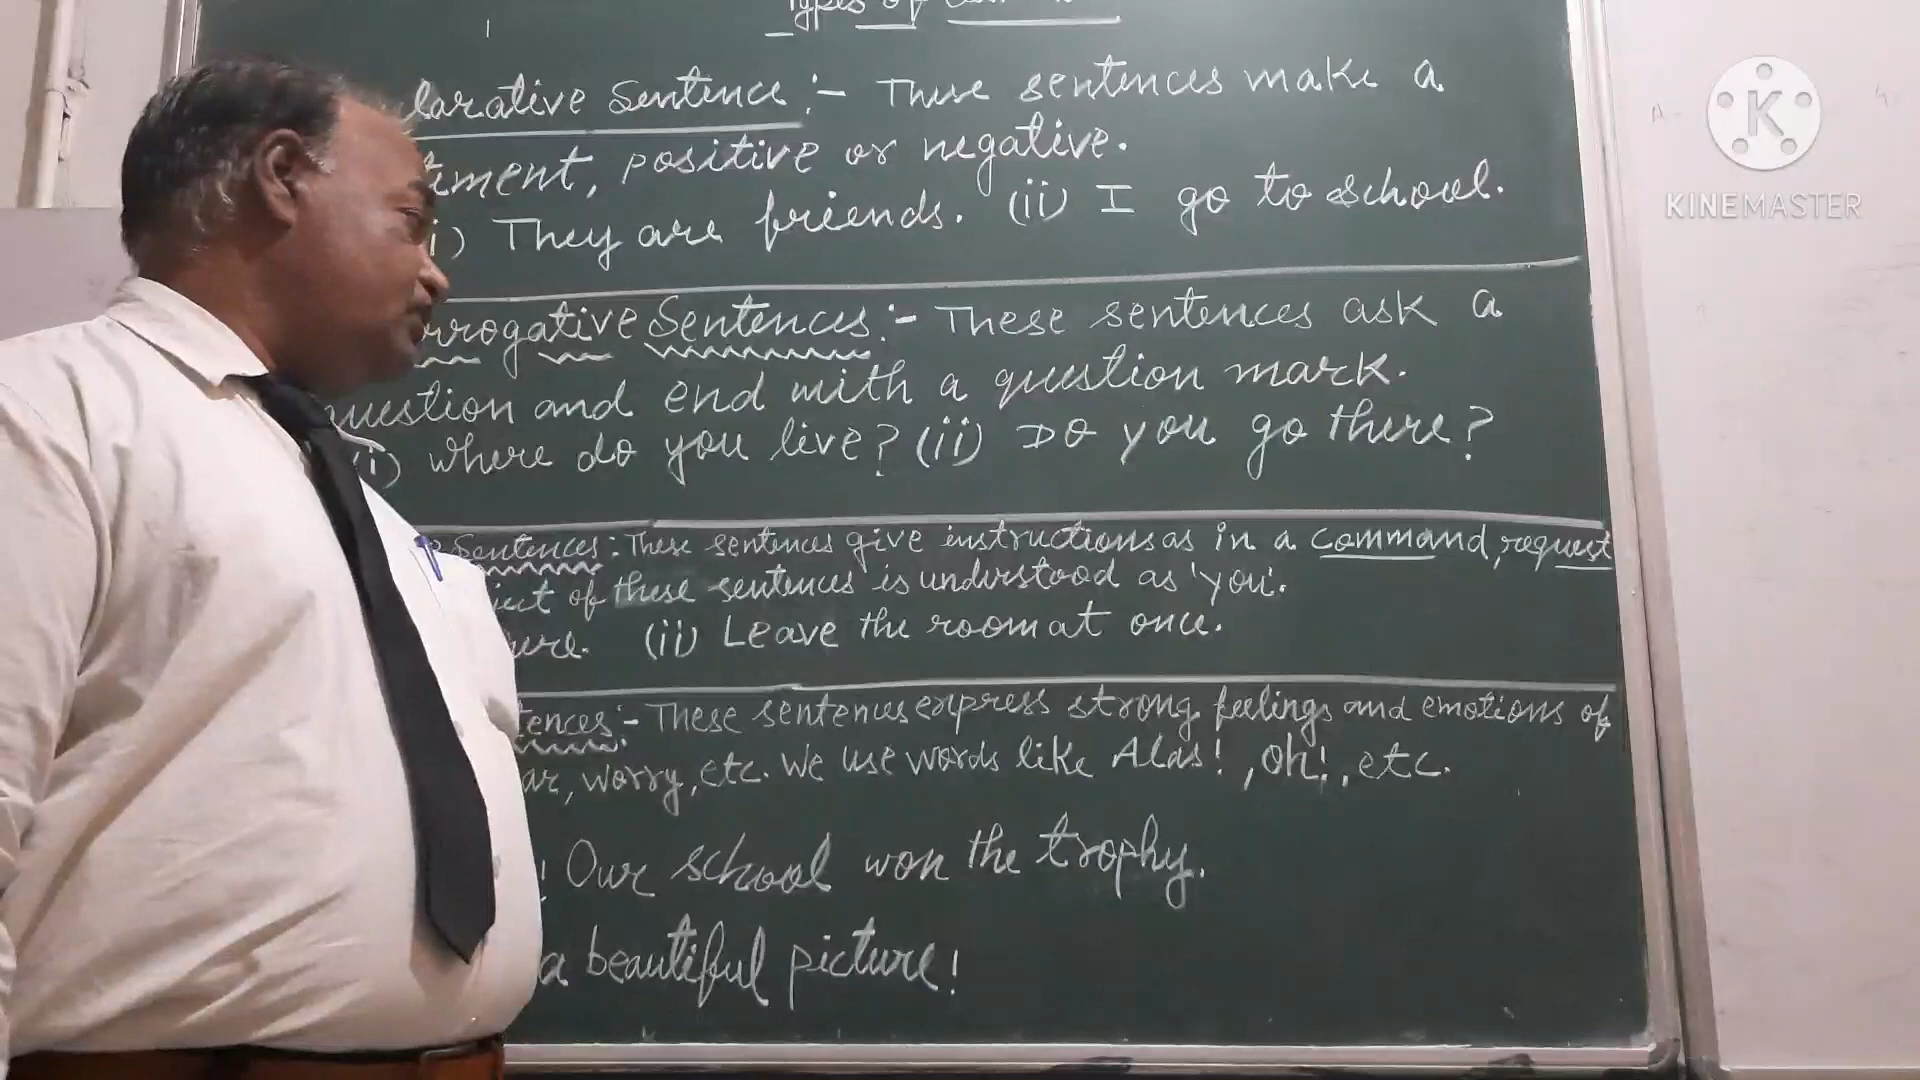 Types of
larative Sentence :- These sentences make a
tment, positive or negative.
i) They are friends. (ii) I go to school.
rrogative Sentences :- These sentences ask a
question and end with a question mark.
(i) where do you live? (ii) Do you go there?
Sentences : These sentences give instructions as in a command, request
ject of these sentences is understood as 'you'.
(ii) Leave the room at once.
tences :- These sentences express strong feelings and emotions of
ar, worry, etc. We use words like Alas!, oh!, etc.
! Our school won the trophy.
a beautiful picture!
K
KINEMASTER